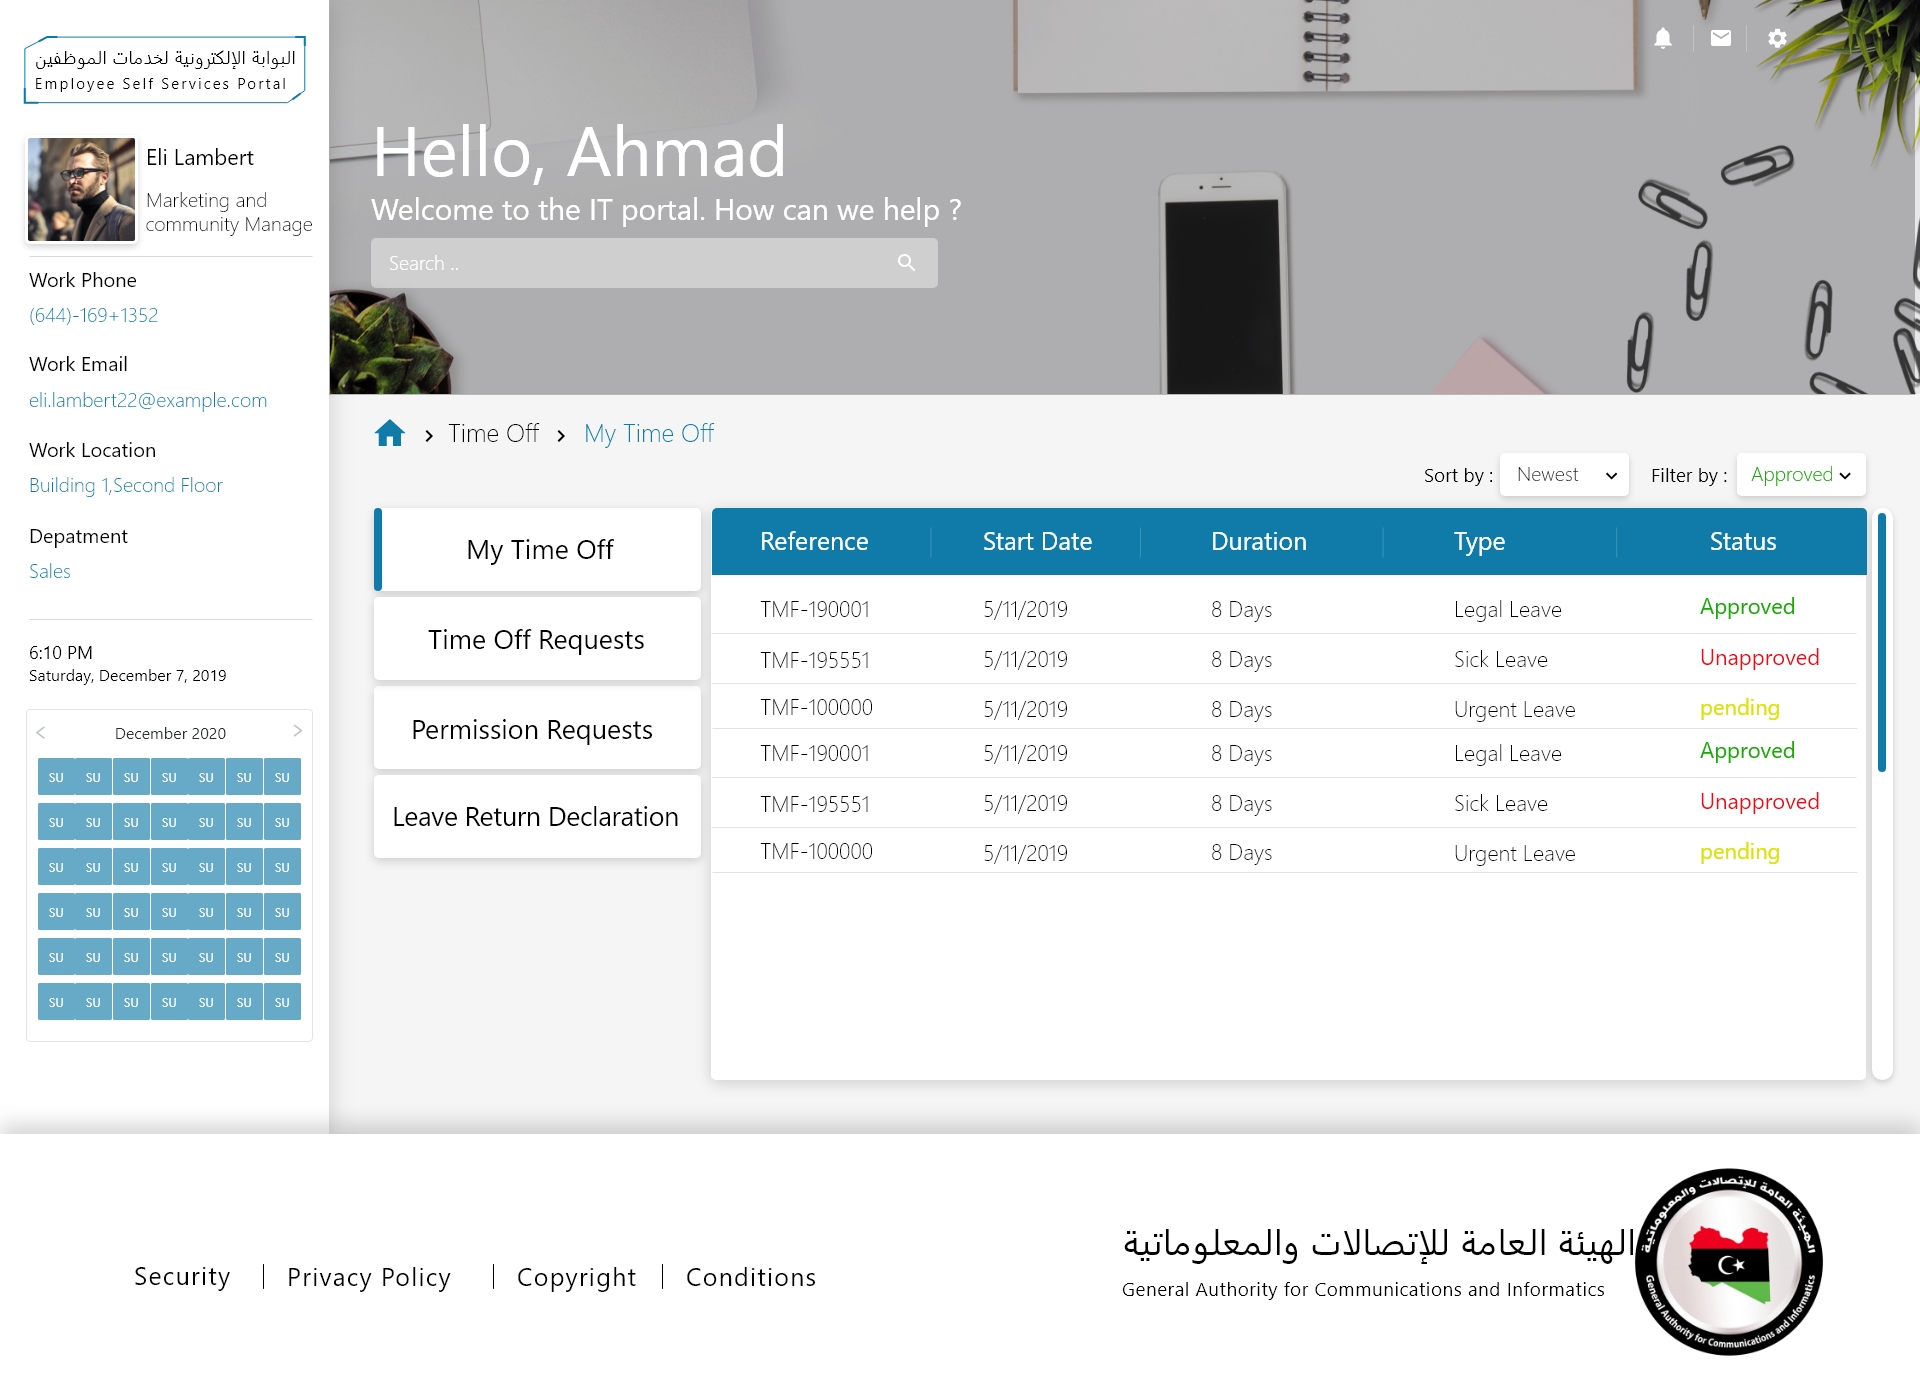 البوابة الإلكترونية لخدمات الموظفين
Employee Self Services Portal
Eli Lambert
Marketing and
community Manage
Work Phone
(644)-169+1352
Work Email
eli.lambert22@example.com
Work Location
Building 1,Second Floor
Depatment
Sales
6:10 PM
Saturday, December 7, 2019
< December 2020 >
SU SU SU SU SU SU SU
SU SU SU SU SU SU SU
SU SU SU SU SU SU SU
SU SU SU SU SU SU SU
SU SU SU SU SU SU SU
SU SU SU SU SU SU SU
Hello, Ahmad
Welcome to the IT portal. How can we help ?
Search ..
> Time Off > My Time Off
Sort by : Newest Filter by : Approved
My Time Off
Time Off Requests
Permission Requests
Leave Return Declaration
Reference Start Date Duration Type Status
TMF-190001 5/11/2019 8 Days Legal Leave Approved
TMF-195551 5/11/2019 8 Days Sick Leave Unapproved
TMF-100000 5/11/2019 8 Days Urgent Leave pending
TMF-190001 5/11/2019 8 Days Legal Leave Approved
TMF-195551 5/11/2019 8 Days Sick Leave Unapproved
TMF-100000 5/11/2019 8 Days Urgent Leave pending
Security | Privacy Policy | Copyright | Conditions
الهيئة العامة للإتصالات والمعلوماتية
General Authority for Communications and Informatics
الهيئة العامة للإتصالات والمعلوماتية
General Authority for Communications and Informatics